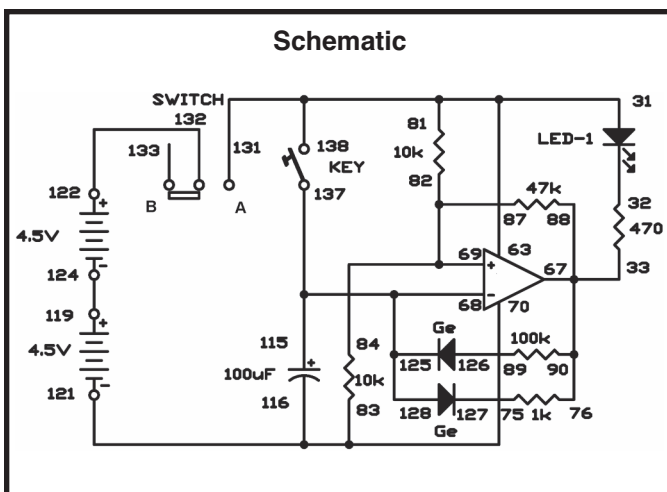 Schematic
SWITCH
132
133
131
138
KEY
137
B
A
122
+
4.5V
-
124
119
+
4.5V
-
121
81
10k
82
31
LED-1
32
470
33
47k
87 88
69 + 63
67
68 - 70
115
+
100uF
116
84
10k
83
Ge
125 126
100k
89 90
128 127
Ge
75 1k 76